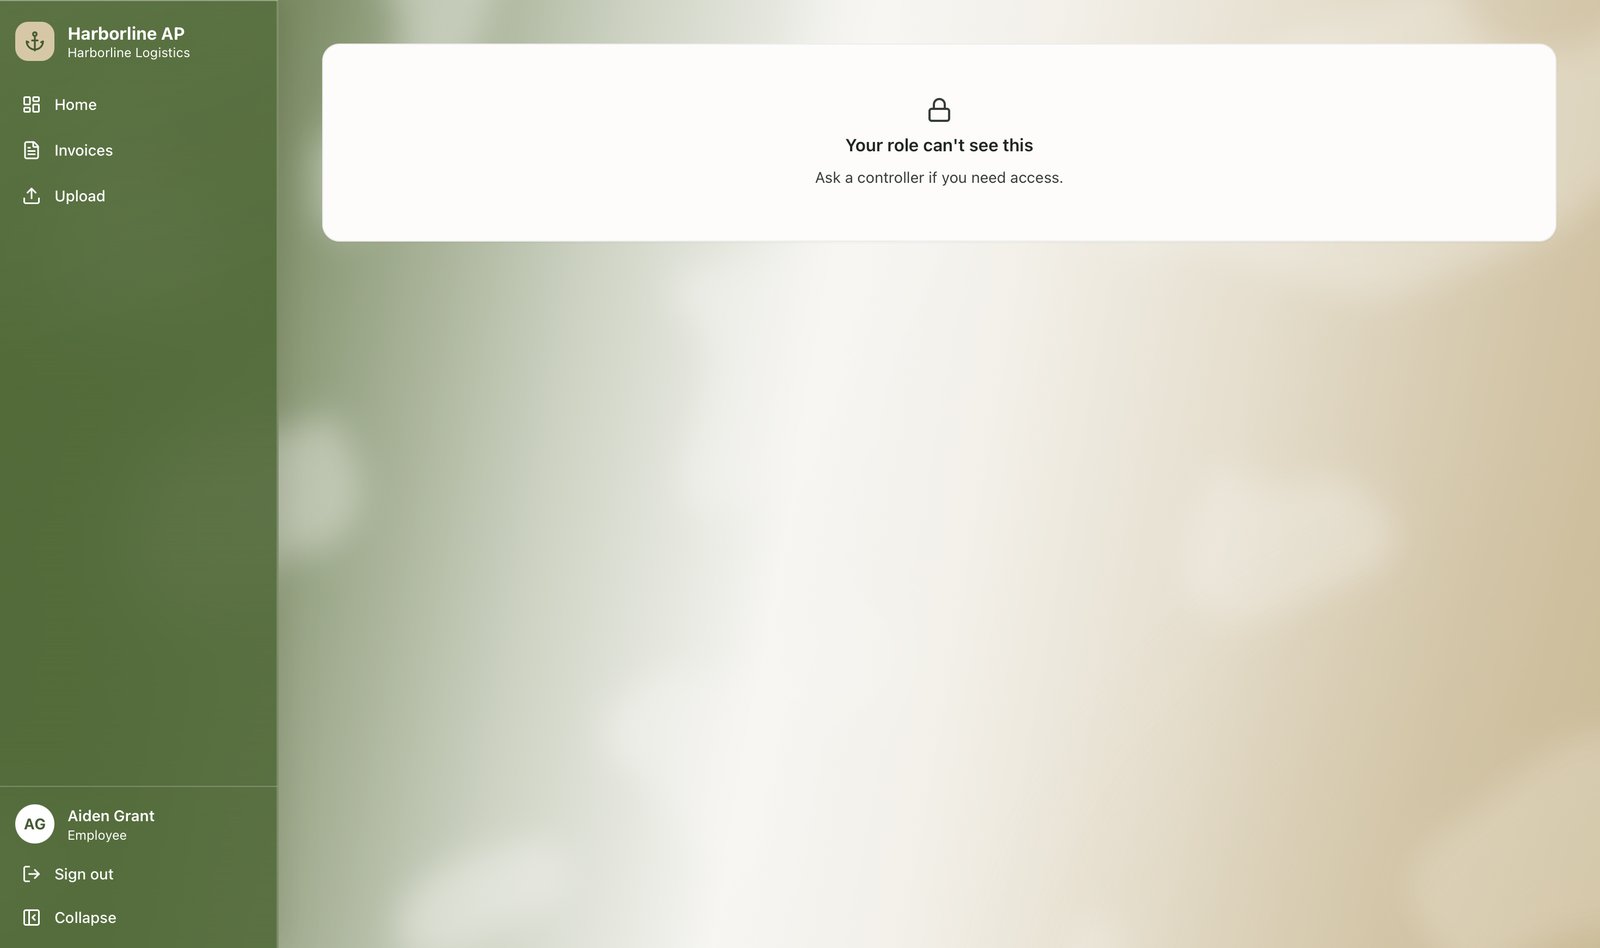 Harborline AP
Harborline Logistics
Home
Invoices
Upload
Your role can't see this
Ask a controller if you need access.
AG
Aiden Grant
Employee
Sign out
Collapse